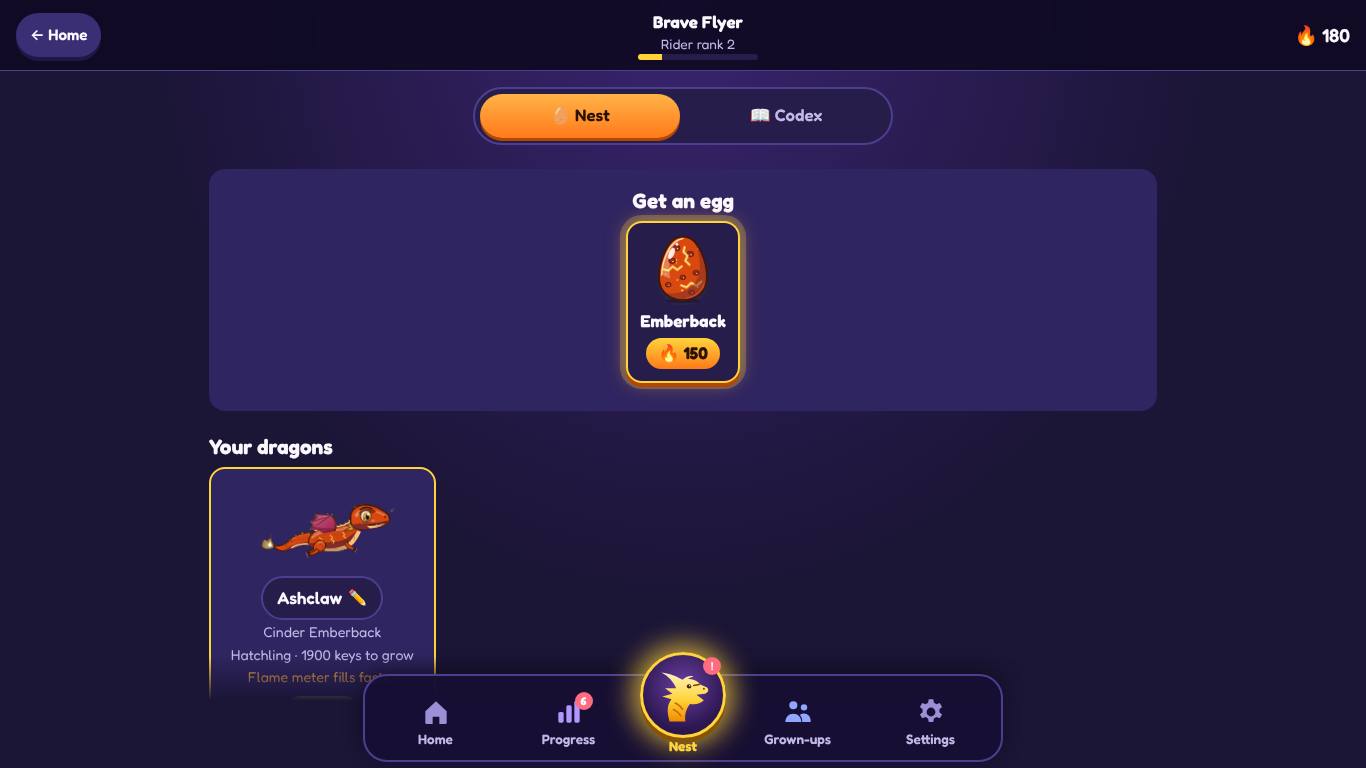 ← Home
Brave Flyer
Rider rank 2
180
Nest
Codex
Get an egg
Emberback
150
Your dragons
Ashclaw
Cinder Emberback
Hatchling · 1900 keys to grow
Flame meter fills fast
!
6
Home
Progress
Nest
Grown-ups
Settings